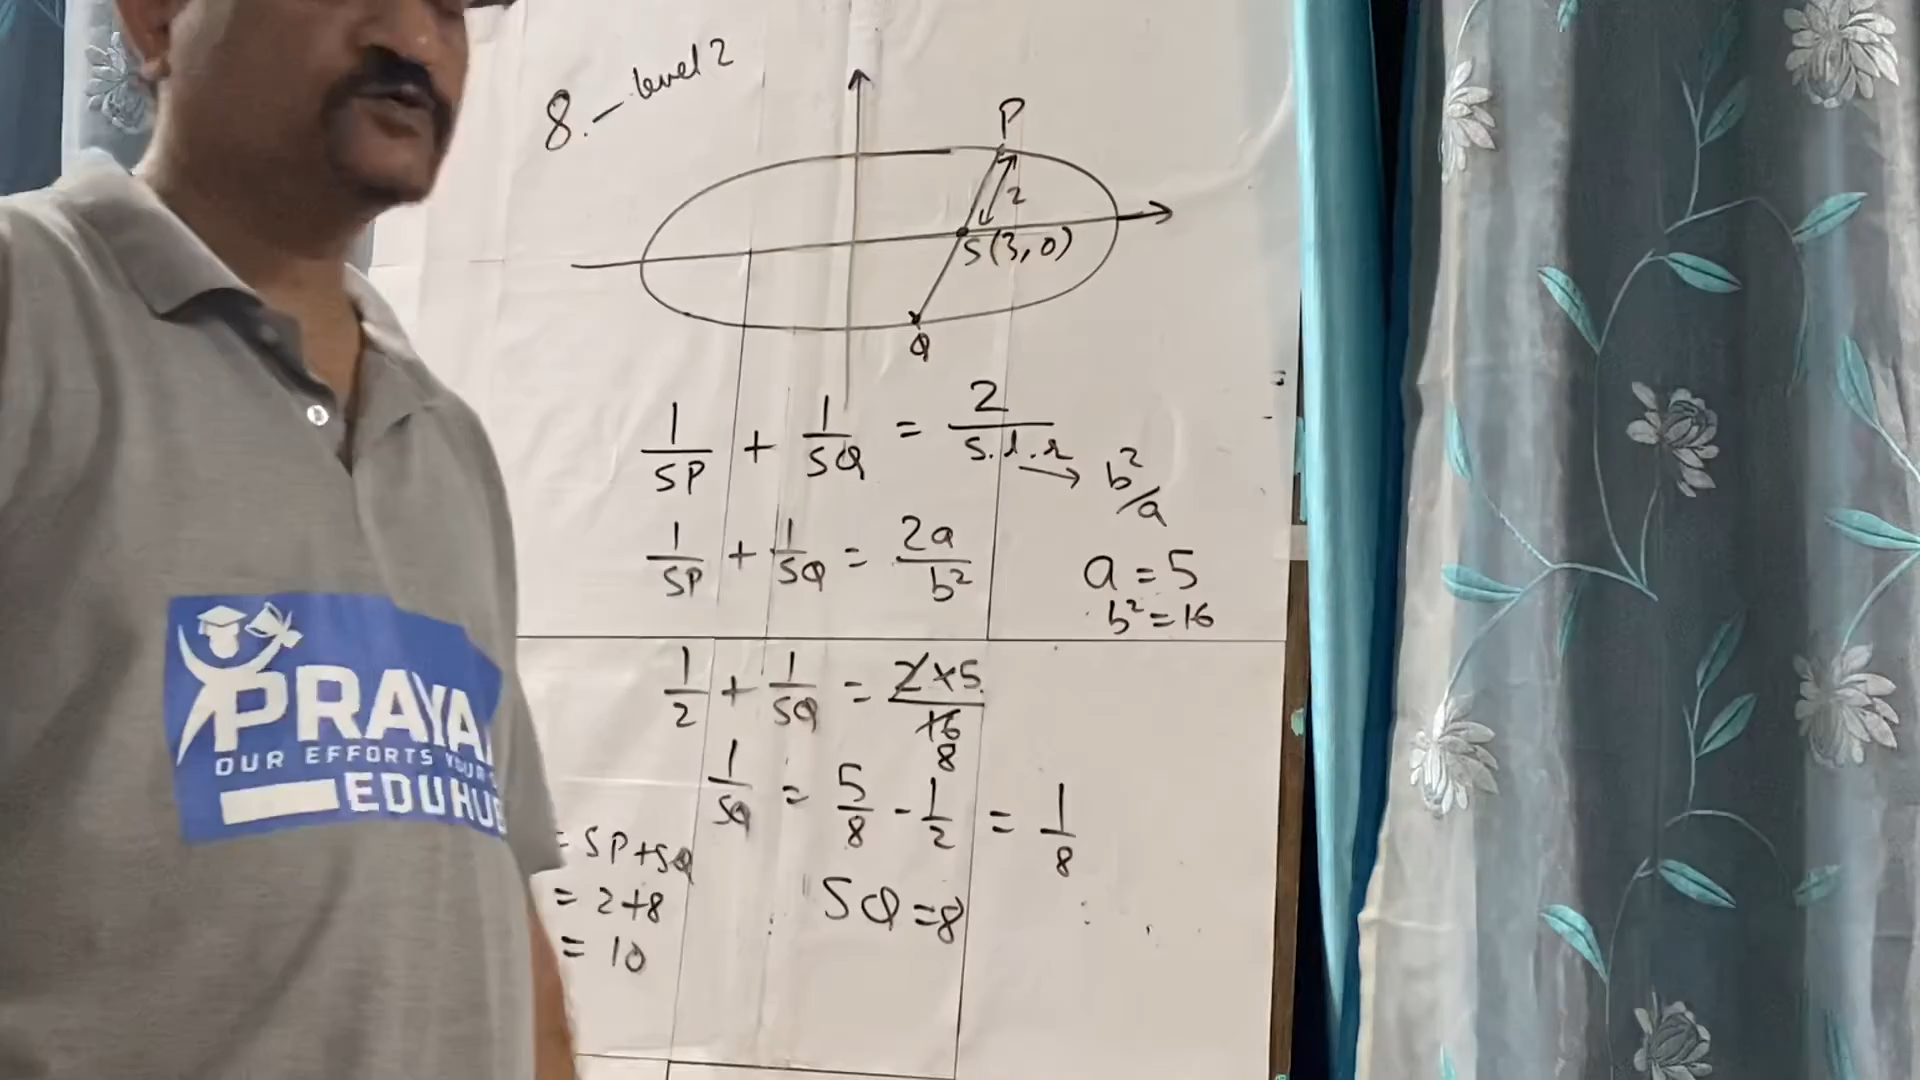 8. — level 2
P
2
S(3,0)
Q
1/SP + 1/SQ = 2/s.l.r → b²/a
1/SP + 1/SQ = 2a/b²
a = 5
b² = 16
1/2 + 1/SQ = 2×5/16
8
1/SQ = 5/8 - 1/2 = 1/8
SQ = 8
= SP+SQ
= 2+8
= 10
PRAYA
OUR EFFORTS YOUR
EDUHUB